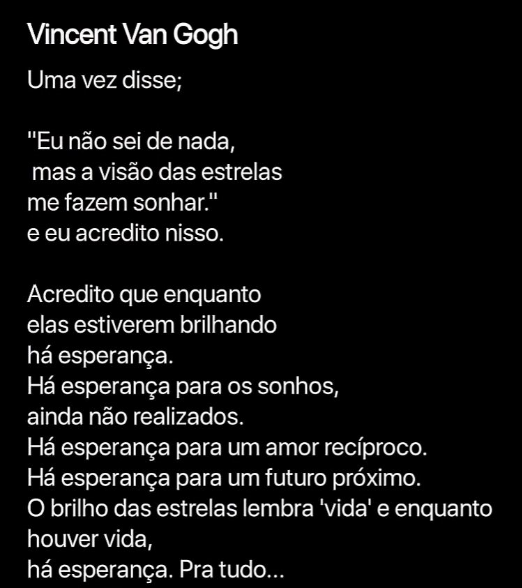 Vincent Van Gogh
Uma vez disse;
"Eu não sei de nada,
mas a visão das estrelas
me fazem sonhar."
e eu acredito nisso.
Acredito que enquanto
elas estiverem brilhando
há esperança.
Há esperança para os sonhos,
ainda não realizados.
Há esperança para um amor recíproco.
Há esperança para um futuro próximo.
O brilho das estrelas lembra 'vida' e enquanto
houver vida,
há esperança. Pra tudo...